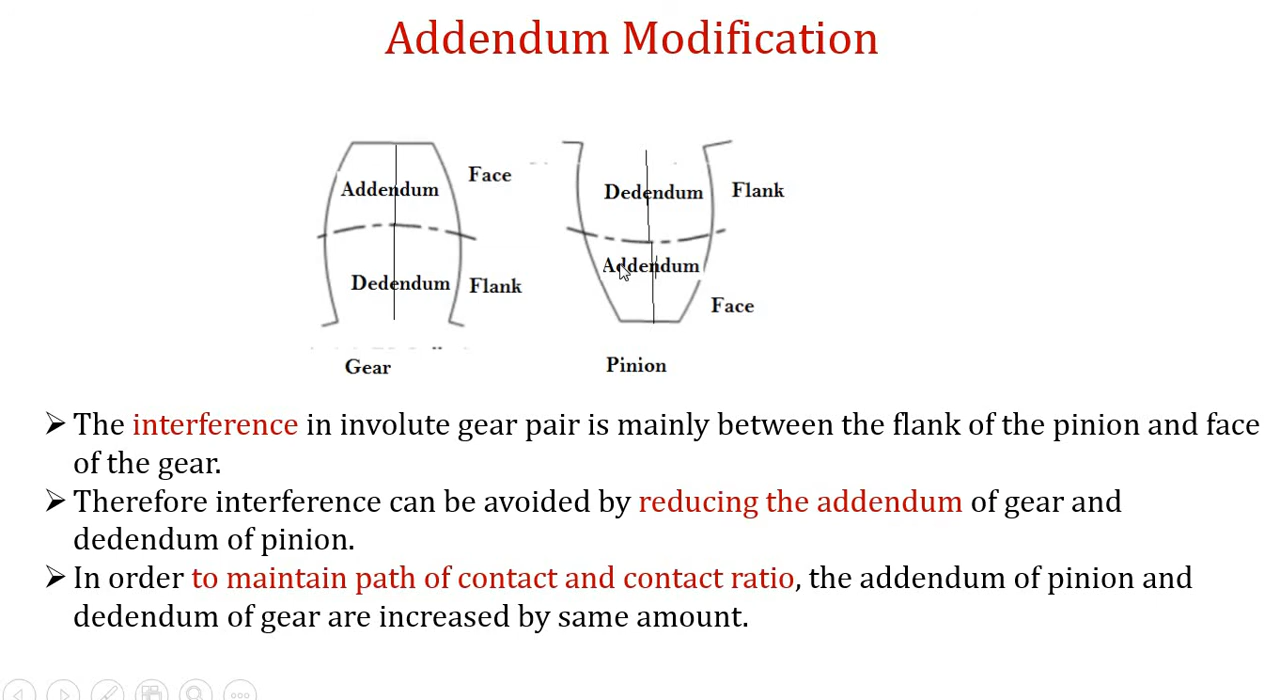 Addendum Modification
Face
Addendum
Dedendum
Flank
Dedendum
Flank
Addendum
Face
Gear
Pinion
➢ The interference in involute gear pair is mainly between the flank of the pinion and face
of the gear.
➢ Therefore interference can be avoided by reducing the addendum of gear and
dedendum of pinion.
➢ In order to maintain path of contact and contact ratio, the addendum of pinion and
dedendum of gear are increased by same amount.